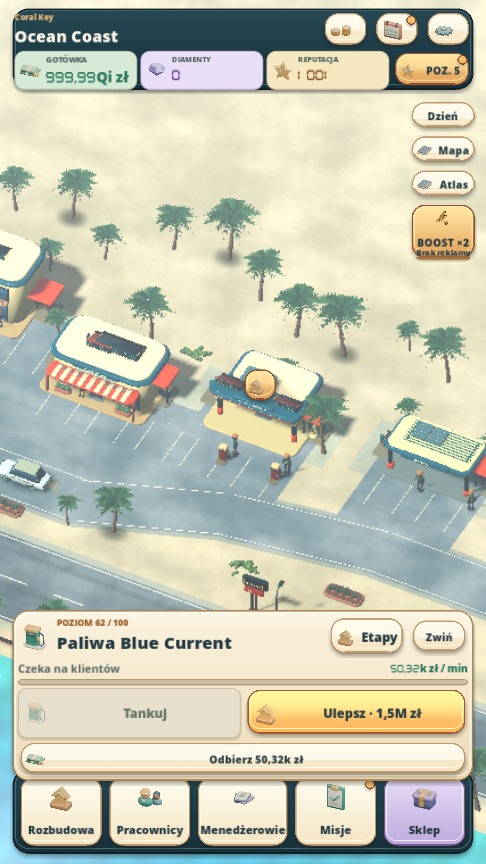 Coral Key
Ocean Coast
GOTÓWKA
999,99Qi zł
DIAMENTY
0
REPUTACJA
1 001
POZ. 5
Dzień
Mapa
Atlas
BOOST ×2
Brak reklamy
POZIOM 62 / 100
Paliwa Blue Current
Etapy
Zwiń
Czeka na klientów
50,32k zł / min
Tankuj
Ulepsz · 1,5M zł
Odbierz 50,32k zł
Rozbudowa
Pracownicy
Menedżerowie
Misje
Sklep